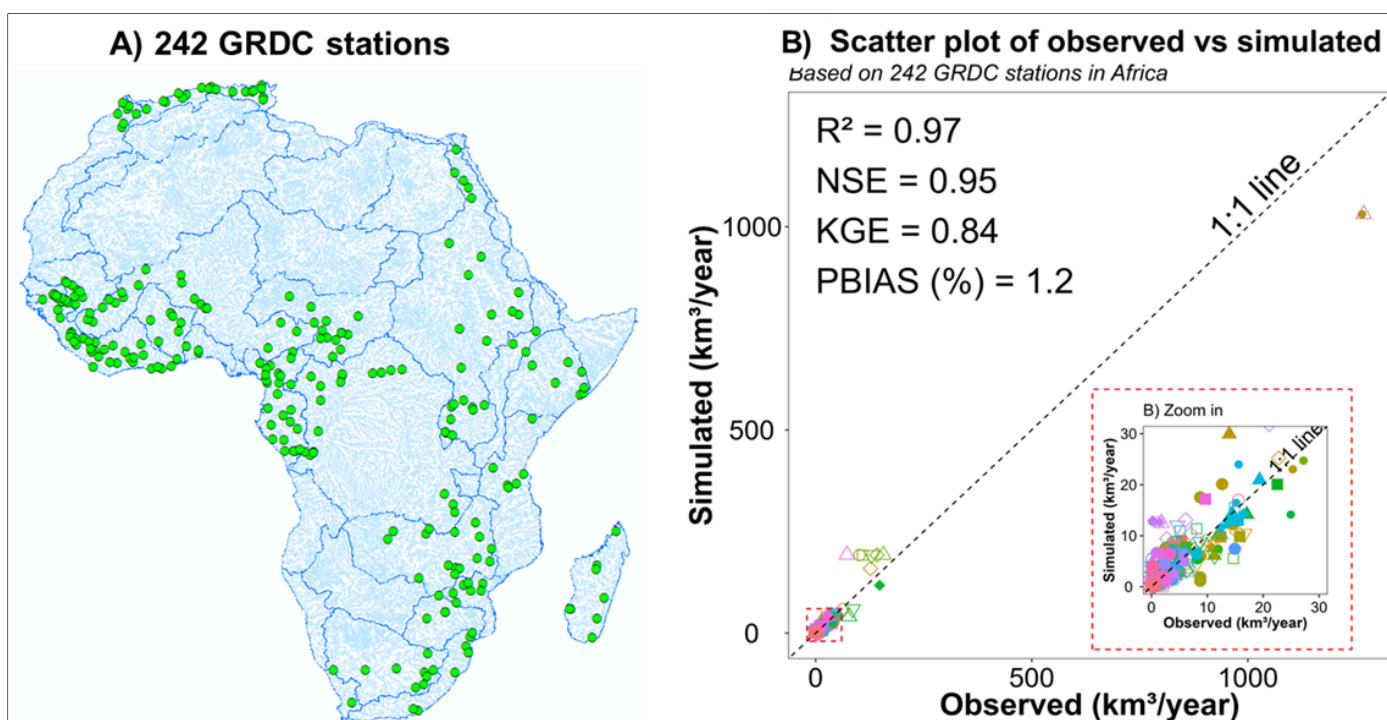 A) 242 GRDC stations
B) Scatter plot of observed vs simulated
Based on 242 GRDC stations in Africa
R² = 0.97
NSE = 0.95
KGE = 0.84
PBIAS (%) = 1.2
1:1 line
Simulated (km³/year)
1000
500
0
B) Zoom in
1:1 line
Simulated (km³/year)
30
20
10
0
0 10 20 30
Observed (km³/year)
0 500 1000
Observed (km³/year)